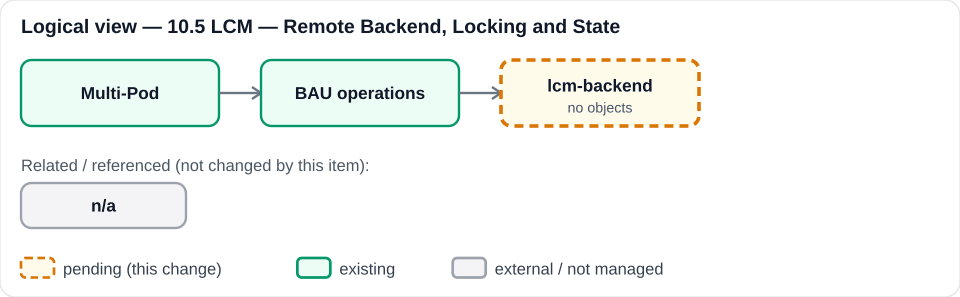 Logical view — 10.5 LCM — Remote Backend, Locking and State
Multi-Pod
BAU operations
lcm-backend
no objects
Related / referenced (not changed by this item):
n/a
pending (this change)
existing
external / not managed